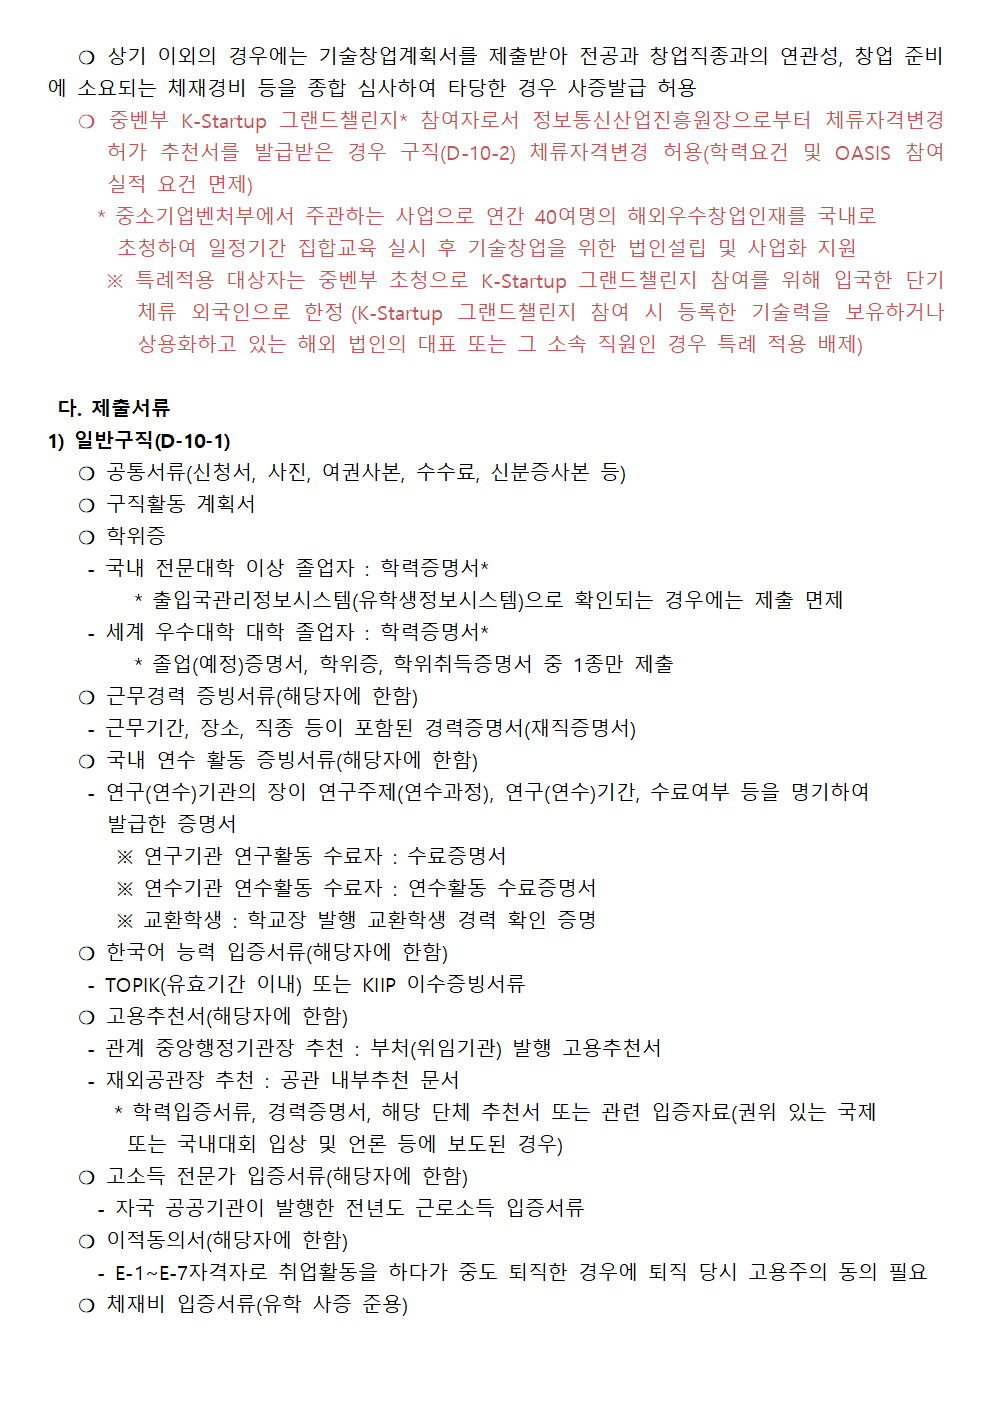 ❍ 상기 이외의 경우에는 기술창업계획서를 제출받아 전공과 창업직종과의 연관성, 창업 준비
에 소요되는 체재경비 등을 종합 심사하여 타당한 경우 사증발급 허용
❍ 중벤부 K-Startup 그랜드챌린지* 참여자로서 정보통신산업진흥원장으로부터 체류자격변경
허가 추천서를 발급받은 경우 구직(D-10-2) 체류자격변경 허용(학력요건 및 OASIS 참여
실적 요건 면제)
* 중소기업벤처부에서 주관하는 사업으로 연간 40여명의 해외우수창업인재를 국내로
초청하여 일정기간 집합교육 실시 후 기술창업을 위한 법인설립 및 사업화 지원
※ 특례적용 대상자는 중벤부 초청으로 K-Startup 그랜드챌린지 참여를 위해 입국한 단기
체류 외국인으로 한정 (K-Startup 그랜드챌린지 참여 시 등록한 기술력을 보유하거나
상용화하고 있는 해외 법인의 대표 또는 그 소속 직원인 경우 특례 적용 배제)
다. 제출서류
1) 일반구직(D-10-1)
❍ 공통서류(신청서, 사진, 여권사본, 수수료, 신분증사본 등)
❍ 구직활동 계획서
❍ 학위증
- 국내 전문대학 이상 졸업자 : 학력증명서*
* 출입국관리정보시스템(유학생정보시스템)으로 확인되는 경우에는 제출 면제
- 세계 우수대학 대학 졸업자 : 학력증명서*
* 졸업(예정)증명서, 학위증, 학위취득증명서 중 1종만 제출
❍ 근무경력 증빙서류(해당자에 한함)
- 근무기간, 장소, 직종 등이 포함된 경력증명서(재직증명서)
❍ 국내 연수 활동 증빙서류(해당자에 한함)
- 연구(연수)기관의 장이 연구주제(연수과정), 연구(연수)기간, 수료여부 등을 명기하여
발급한 증명서
※ 연구기관 연구활동 수료자 : 수료증명서
※ 연수기관 연수활동 수료자 : 연수활동 수료증명서
※ 교환학생 : 학교장 발행 교환학생 경력 확인 증명
❍ 한국어 능력 입증서류(해당자에 한함)
- TOPIK(유효기간 이내) 또는 KIIP 이수증빙서류
❍ 고용추천서(해당자에 한함)
- 관계 중앙행정기관장 추천 : 부처(위임기관) 발행 고용추천서
- 재외공관장 추천 : 공관 내부추천 문서
* 학력입증서류, 경력증명서, 해당 단체 추천서 또는 관련 입증자료(권위 있는 국제
또는 국내대회 입상 및 언론 등에 보도된 경우)
❍ 고소득 전문가 입증서류(해당자에 한함)
- 자국 공공기관이 발행한 전년도 근로소득 입증서류
❍ 이적동의서(해당자에 한함)
- E-1~E-7자격자로 취업활동을 하다가 중도 퇴직한 경우에 퇴직 당시 고용주의 동의 필요
❍ 체재비 입증서류(유학 사증 준용)